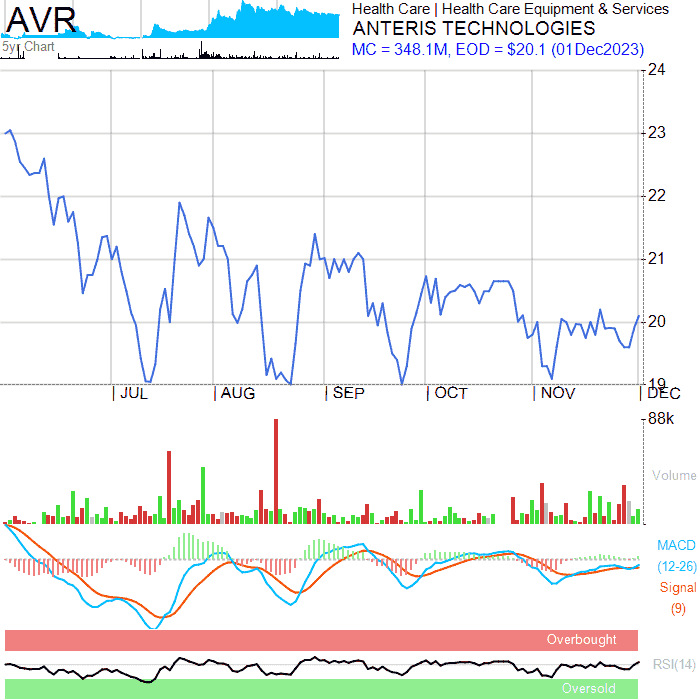 AVR
5yr Chart
Health Care | Health Care Equipment & Services
ANTERIS TECHNOLOGIES
MC = 348.1M, EOD = $20.1 (01Dec2023)
24
23
22
21
20
19
JUL AUG SEP OCT NOV DEC
88k
Volume
MACD
(12-26)
Signal
(9)
Overbought
RSI(14)
Oversold